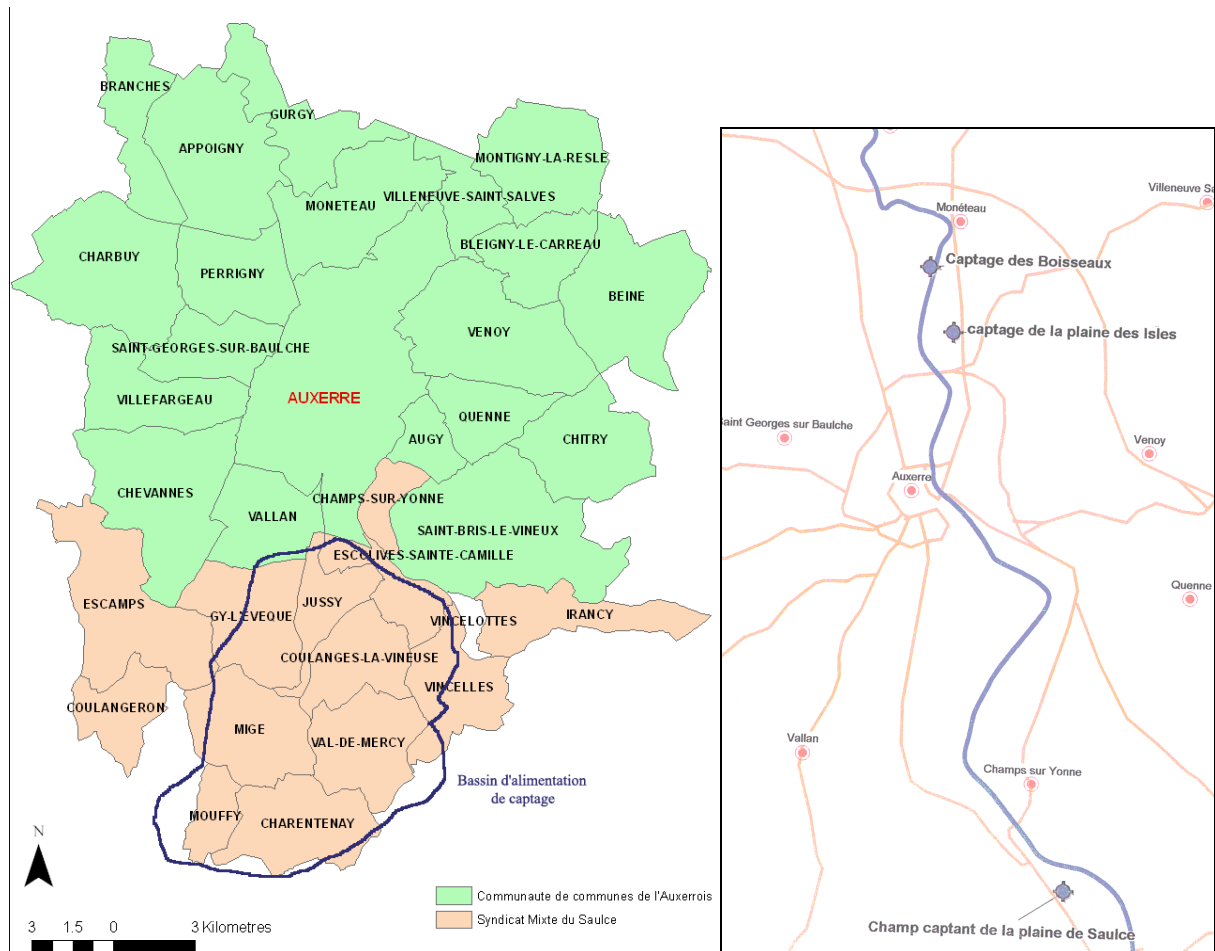 BRANCHES
GURGY
APPOIGNY
MONTIGNY-LA-RESLE
MONETEAU
VILLENEUVE-SAINT-SALVES
CHARBUY
PERRIGNY
BLEIGNY-LE-CARREAU
BEINE
VENOY
SAINT-GEORGES-SUR-BAULCHE
VILLEFARGEAU
AUXERRE
QUENNE
AUGY
CHITRY
CHEVANNES
VALLAN
CHAMPS-SUR-YONNE
SAINT-BRIS-LE-VINEUX
ESCOLIVES-SAINTE-CAMILLE
ESCAMPS
GY-L'EVEQUE
JUSSY
VINCELOTTES
IRANCY
COULANGES-LA-VINEUSE
VINCELLES
COULANGERON
MIGE
VAL-DE-MERCY
MOUFFY
CHARENTENAY
Bassin d'alimentation
de captage
N
Communaute de communes de l'Auxerrois
Syndicat Mixte du Saulce
3 1.5 0 3 Kilometres
Villeneuve Sa
Monéteau
Captage des Boisseaux
captage de la plaine des Isles
Saint Georges sur Baulche
Venoy
Auxerre
Quenne
Vallan
Champs sur Yonne
Champ captant de la plaine de Saulce